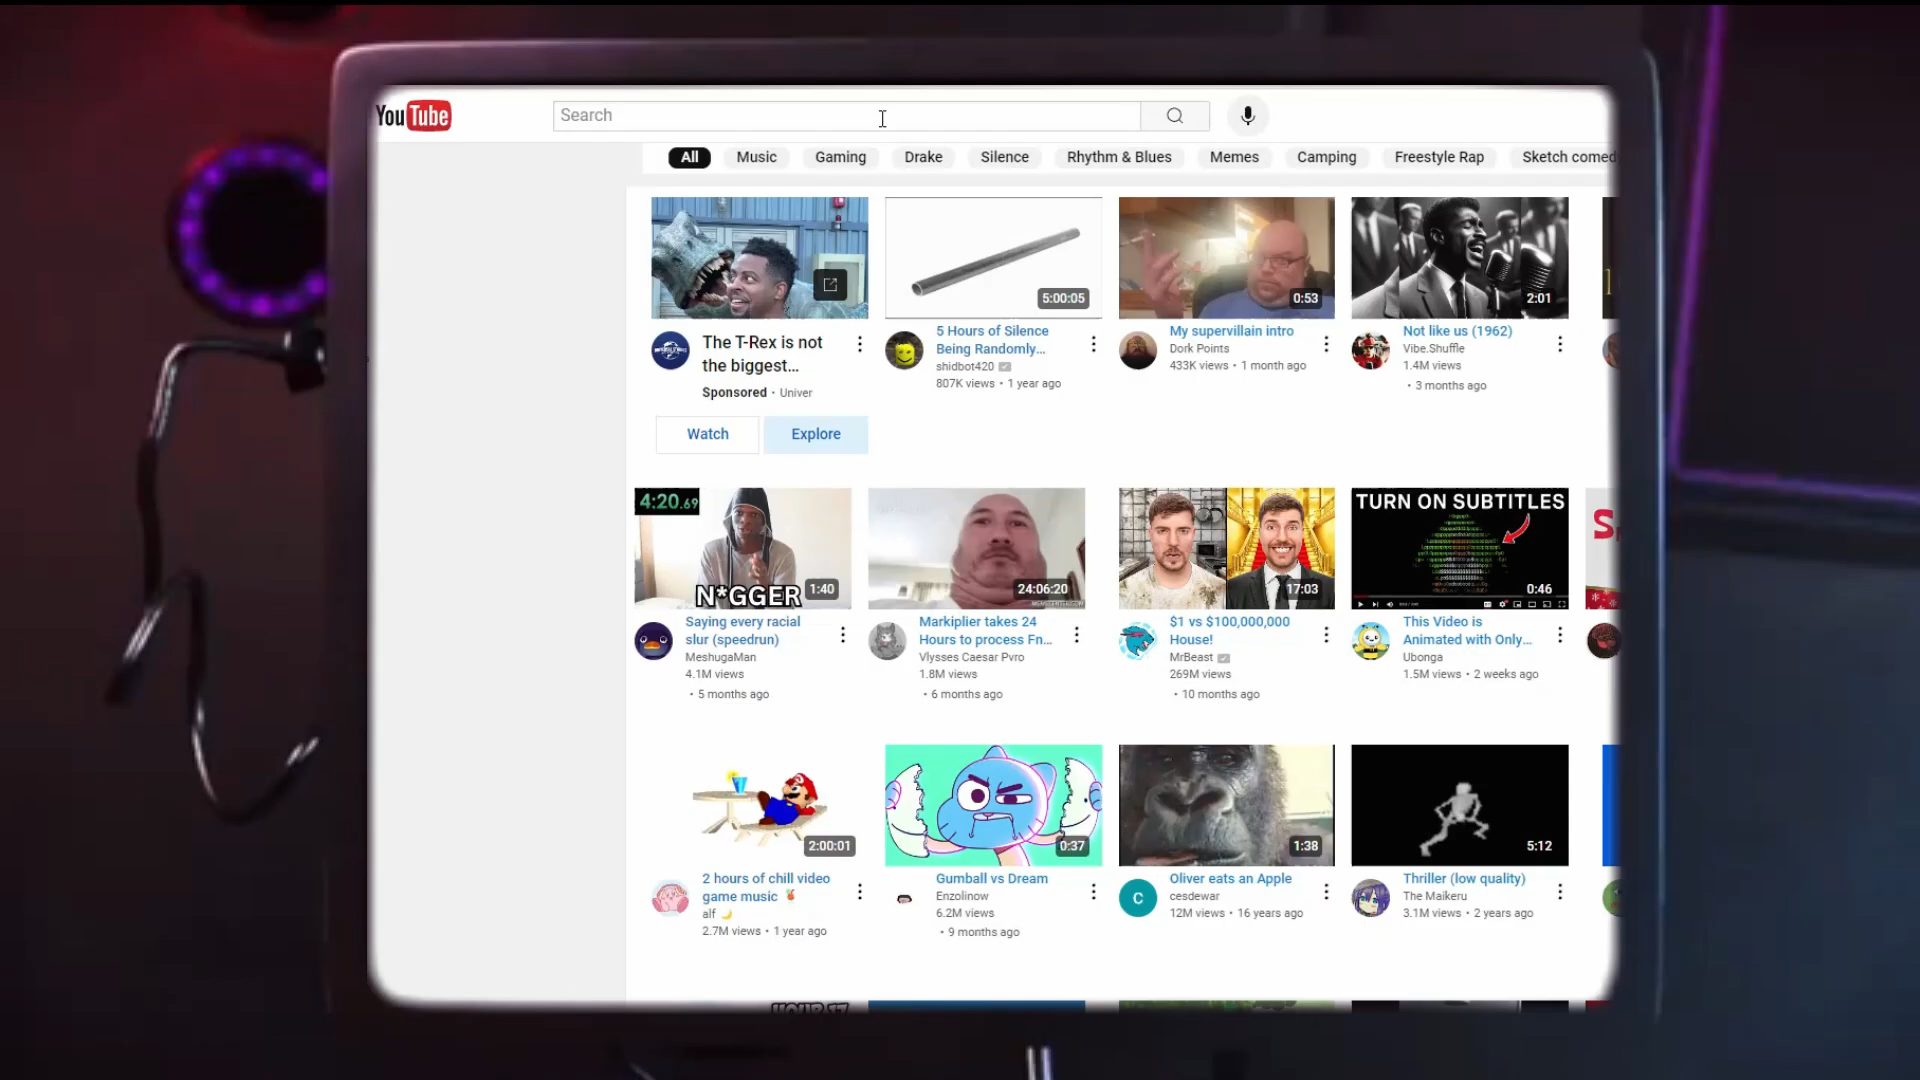 YouTube
Search
All Music Gaming Drake Silence Rhythm & Blues Memes Camping Freestyle Rap Sketch comed
5:00:05
0:53
2:01
The T-Rex is not
the biggest...
Sponsored · Univer
Watch Explore
5 Hours of Silence
Being Randomly...
shidbot420
807K views • 1 year ago
My supervillain intro
Dork Points
433K views • 1 month ago
Not like us (1962)
Vibe.Shuffle
1.4M views
• 3 months ago
4:20.69
N*GGER
1:40
24:06:20
17:03
TURN ON SUBTITLES
0:46
Saying every racial
slur (speedrun)
MeshugaMan
4.1M views
• 5 months ago
Markiplier takes 24
Hours to process Fn...
Vlysses Caesar Pvro
1.8M views
• 6 months ago
$1 vs $100,000,000
House!
MrBeast
269M views
• 10 months ago
This Video is
Animated with Only...
Ubonga
1.5M views • 2 weeks ago
2:00:01
0:37
1:38
5:12
2 hours of chill video
game music
alf
2.7M views • 1 year ago
Gumball vs Dream
Enzolinow
6.2M views
• 9 months ago
C
Oliver eats an Apple
cesdewar
12M views • 16 years ago
Thriller (low quality)
The Maikeru
3.1M views • 2 years ago